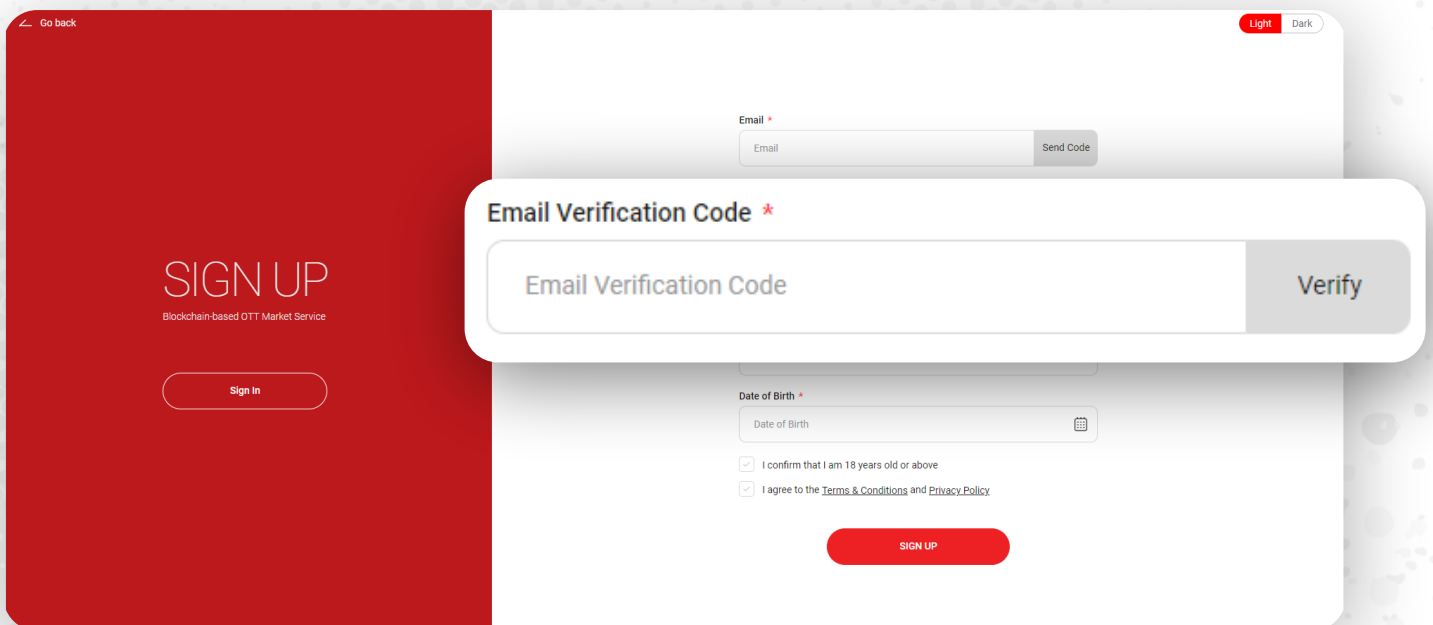 Go back
Light Dark
SIGN UP
Blockchain-based OTT Market Service
Sign In
Email *
Email Send Code
Email Verification Code *
Email Verification Code Verify
Date of Birth *
Date of Birth
I confirm that I am 18 years old or above
I agree to the Terms & Conditions and Privacy Policy
SIGN UP